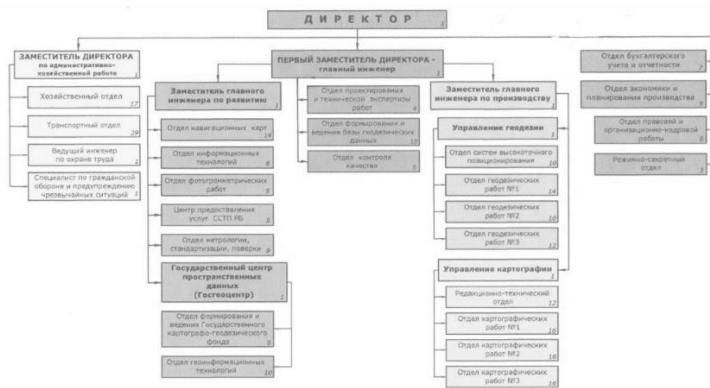 ДИРЕКТОР
1
ЗАМЕСТИТЕЛЬ ДИРЕКТОРА
по административно-
хозяйственной работе
1
Хозяйственный отдел
17
Транспортный отдел
29
Ведущий инженер
по охране труда
1
Специалист по гражданской
обороне и предупреждению
чрезвычайных ситуаций
1
ПЕРВЫЙ ЗАМЕСТИТЕЛЬ ДИРЕКТОРА -
главный инженер
1
Заместитель главного
инженера по развитию
1
Отдел навигационных карт
14
Отдел информационных
технологий
Отдел фотограмметрических
работ
Центр предоставления
услуг ССТП РБ
Отдел метрологии,
стандартизации, поверки
9
Государственный центр
пространственных
данных
(Госгеоцентр)
1
Отдел формирования и
ведения Государственного
картографо-геодезического
фонда
Отдел геоинформационных
технологий
10
Отдел проектирования
и технической экспертизы
работ
Отдел формирования и
ведения базы геодезических
данных
10
Отдел контроля
качества
Заместитель главного
инженера по производству
1
Управление геодезии
1
Отдел систем высокоточного
позиционирования
10
Отдел геодезических
работ №1
14
Отдел геодезических
работ №2
10
Отдел геодезических
работ №3
12
Управление картографии
1
Редакционно-технический
отдел
12
Отдел картографических
работ №1
16
Отдел картографических
работ №2
16
Отдел картографических
работ №3
16
Отдел бухгалтерского
учета и отчетности
7
Отдел экономики и
планирования производства
Отдел правовой и
организационно-кадровой
работы
Режимно-секретный
отдел